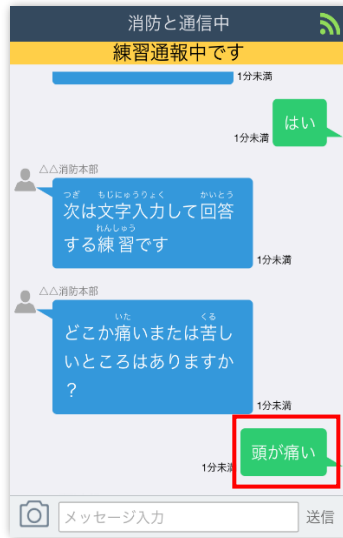 消防と通信中
練習通報中です
1分未満
はい
1分未満
△△消防本部
つぎ もじにゅうりょく かいとう
次は文字入力して回答
れんしゅう
する練習です
1分未満
△△消防本部
いた くる
どこか痛いまたは苦し
いところはありますか
?
1分未満
頭が痛い
1分未満
メッセージ入力
送信